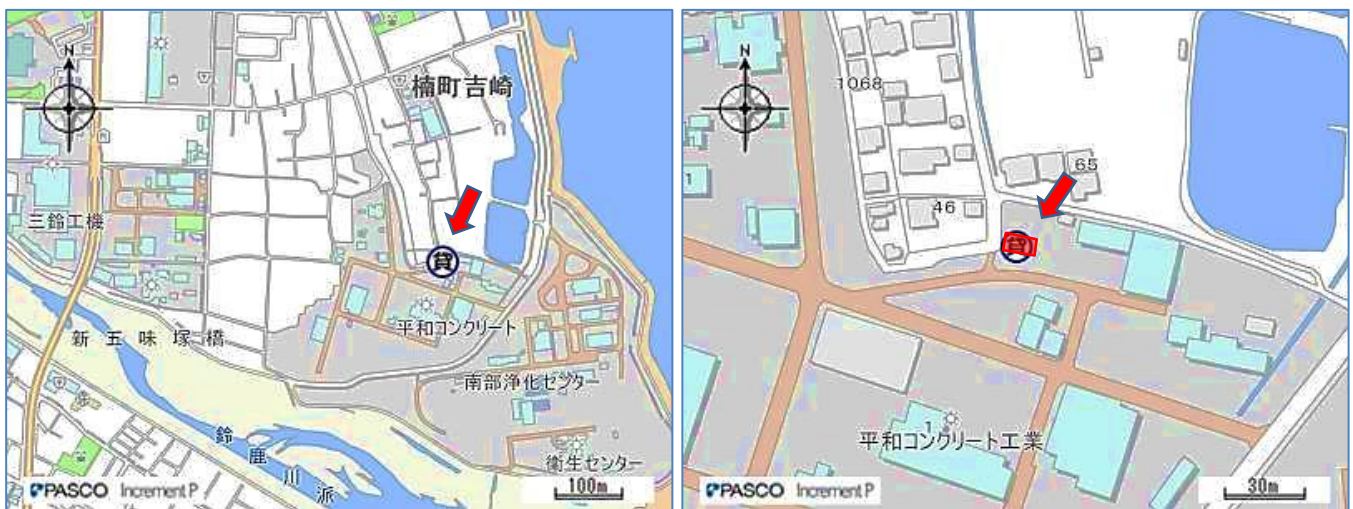 N
楠町吉崎
三鈴工機
貸
平和コンクリート
新五味塚橋
南部浄化センター
鈴鹿川派
衛生センター
PASCO Increment P
100m
N
1068
65
1
46
貸
1
平和コンクリート工業
PASCO Increment P
30m